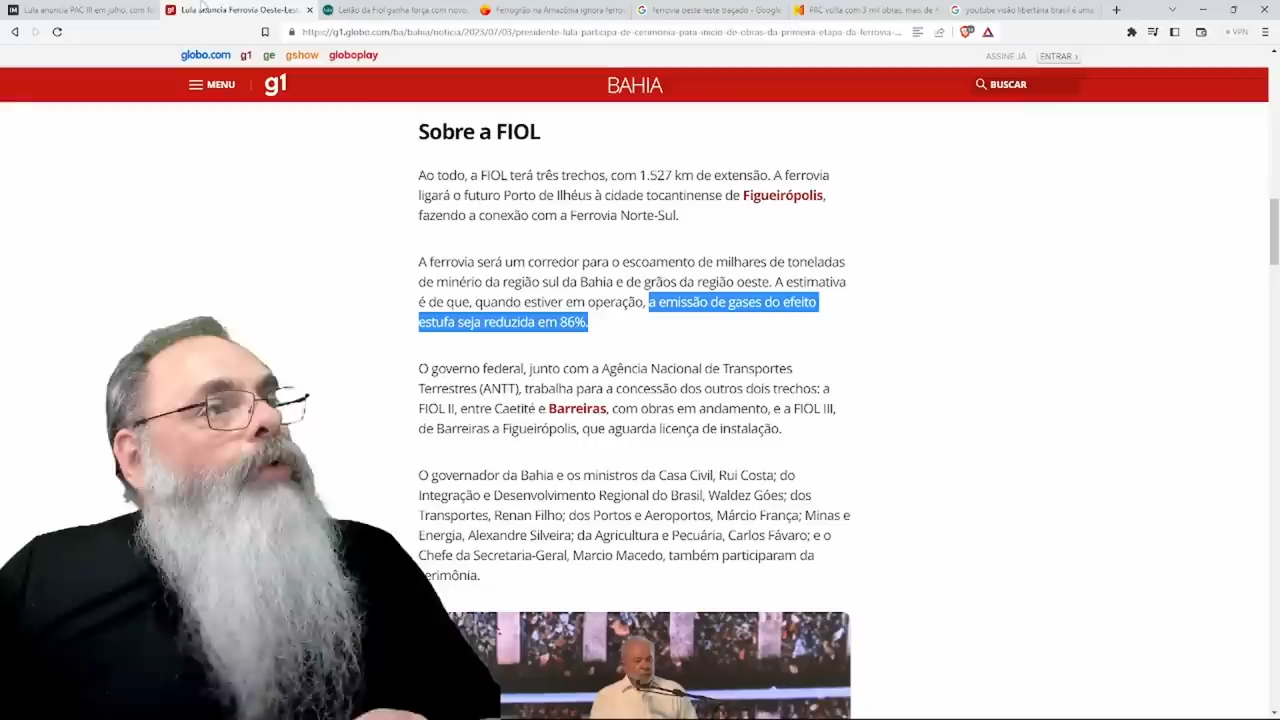 Lula anuncia PAC III em julho, com fo
Lula anuncia Ferrovia Oeste-Les
Leilão da Fiol ganha força com novo
Ferrogrão na Amazônia ignora ferrov
ferrovia oeste leste traçado - Google
PAC volta com 3 mil obras, mais de
youtube visão libertária brasil é uma
https://g1.globo.com/ba/bahia/noticia/2023/07/03/presidente-lula-participa-de-cerimonia-para-inicio-de-obras-da-primeira-etapa-da-ferrovia-...
VPN
globo.com g1 ge gshow globoplay
ASSINE JÁ ENTRAR ›
MENU g1 BAHIA BUSCAR
Sobre a FIOL
Ao todo, a FIOL terá três trechos, com 1.527 km de extensão. A ferrovia
ligará o futuro Porto de Ilhéus à cidade tocantinense de Figueirópolis,
fazendo a conexão com a Ferrovia Norte-Sul.
A ferrovia será um corredor para o escoamento de milhares de toneladas
de minério da região sul da Bahia e de grãos da região oeste. A estimativa
é de que, quando estiver em operação, a emissão de gases do efeito
estufa seja reduzida em 86%.
O governo federal, junto com a Agência Nacional de Transportes
Terrestres (ANTT), trabalha para a concessão dos outros dois trechos: a
FIOL II, entre Caetité e Barreiras, com obras em andamento, e a FIOL III,
de Barreiras a Figueirópolis, que aguarda licença de instalação.
O governador da Bahia e os ministros da Casa Civil, Rui Costa; do
Integração e Desenvolvimento Regional do Brasil, Waldez Góes; dos
Transportes, Renan Filho; dos Portos e Aeroportos, Márcio França; Minas e
Energia, Alexandre Silveira; da Agricultura e Pecuária, Carlos Fávaro; e o
Chefe da Secretaria-Geral, Marcio Macedo, também participaram da
erimônia.